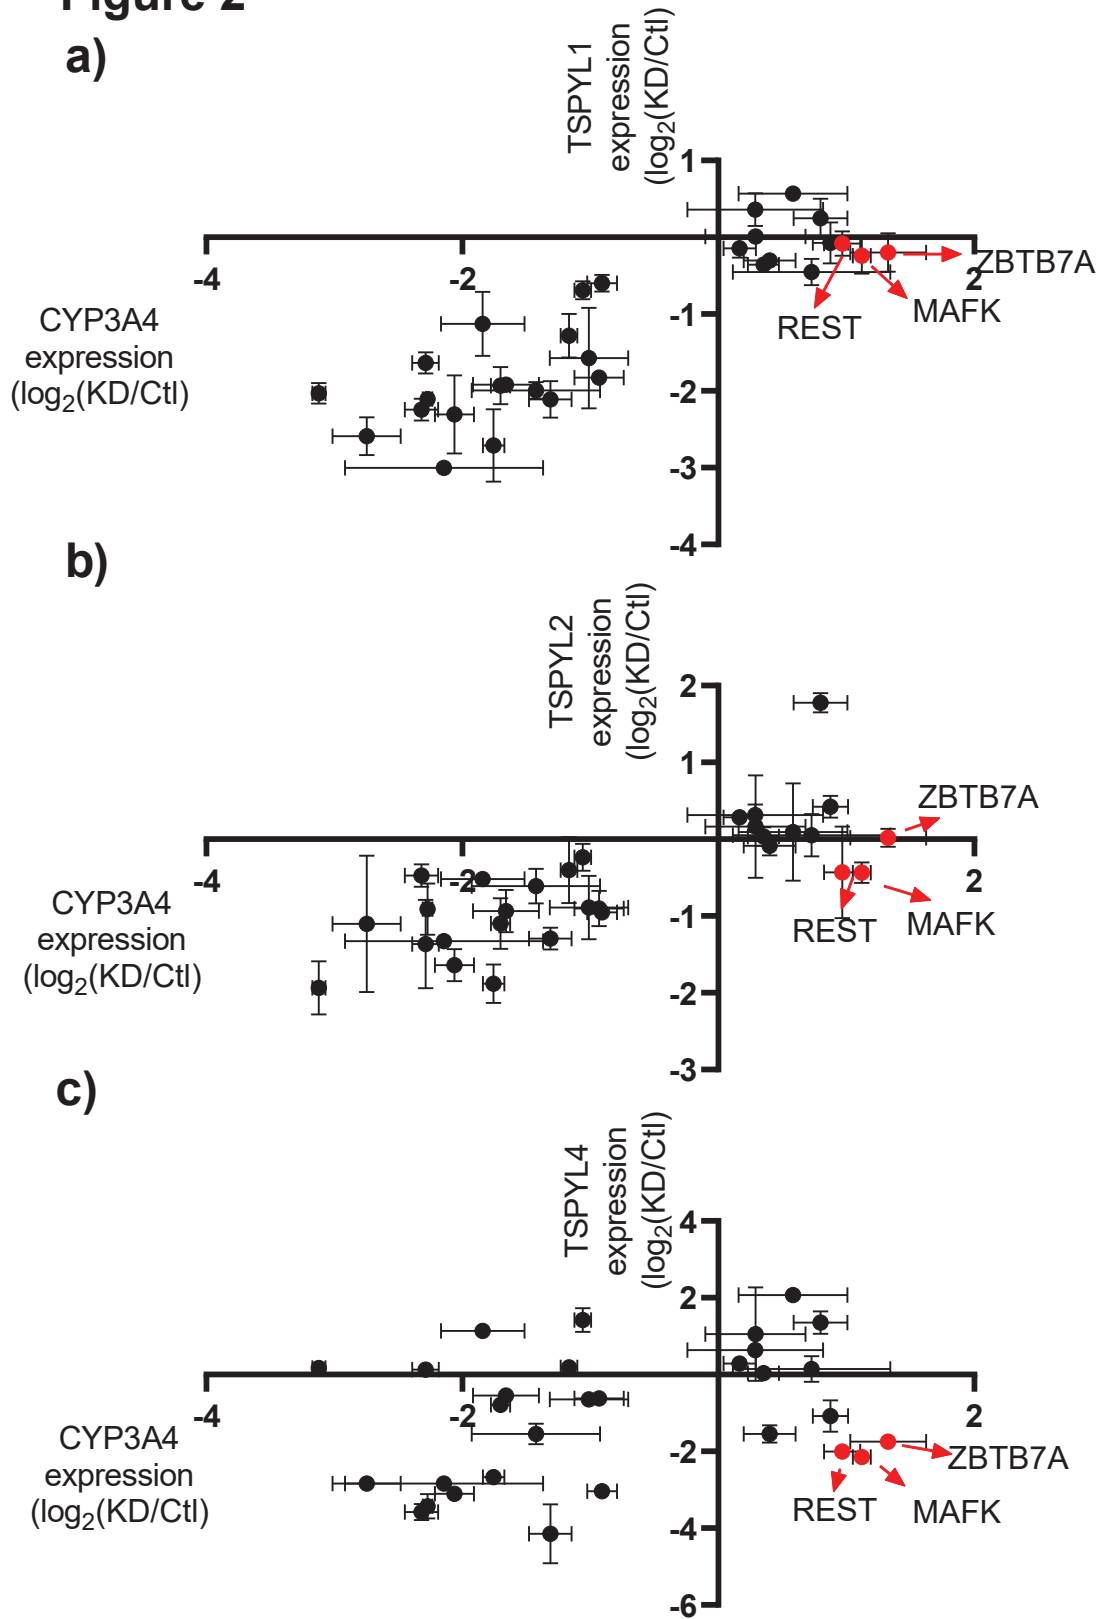 Figure 2
a)
TSPYL1
expression
(log2(KD/Ctl)
1
-4
-2
2
ZBTB7A
MAFK
REST
CYP3A4
expression
(log2(KD/Ctl)
-1
-2
-3
-4
b)
TSPYL2
expression
(log2(KD/Ctl)
2
1
ZBTB7A
-4
-2
2
CYP3A4
expression
(log2(KD/Ctl)
REST
MAFK
-1
-2
-3
c)
TSPYL4
expression
(log2(KD/Ctl)
4
2
-4
-2
2
CYP3A4
expression
(log2(KD/Ctl)
-2
ZBTB7A
REST
MAFK
-4
-6